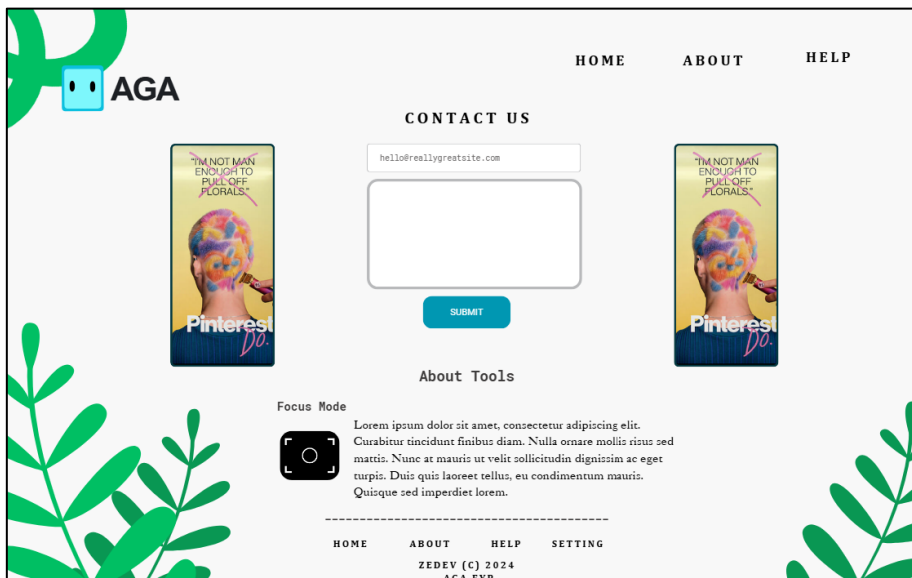 HOME ABOUT HELP
AGA
CONTACT US
"I'M NOT MAN
ENOUGH TO
PULL OFF
FLORALS."
Pinterest
Do.
hello@reallygreatsite.com
SUBMIT
"I'M NOT MAN
ENOUGH TO
PULL OFF
FLORALS."
Pinterest
Do.
About Tools
Focus Mode
Lorem ipsum dolor sit amet, consectetur adipiscing elit.
Curabitur tincidunt finibus diam. Nulla ornare mollis risus sed
mattis. Nunc at mauris ut velit sollicitudin dignissim ac eget
turpis. Duis quis laoreet tellus, eu condimentum mauris.
Quisque sed imperdiet lorem.
HOME ABOUT HELP SETTING
ZEDEV (C) 2024
AGA FYP